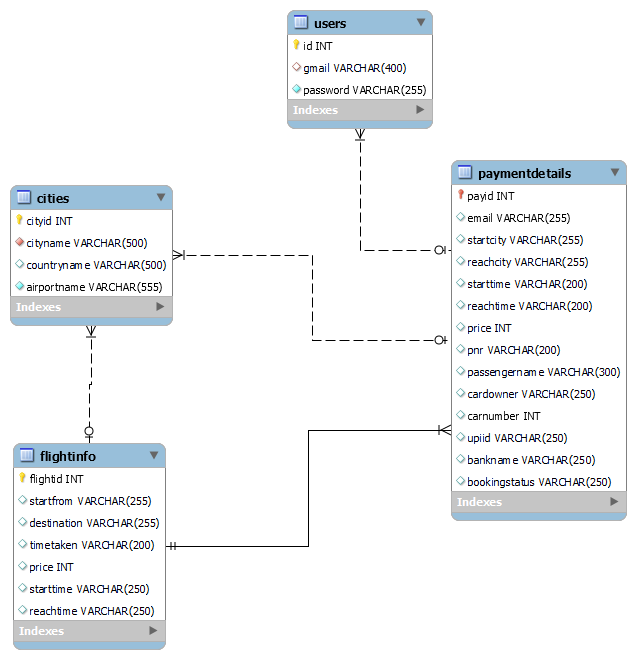 users
id INT
gmail VARCHAR(400)
password VARCHAR(255)
Indexes
cities
cityid INT
cityname VARCHAR(500)
countryname VARCHAR(500)
airportname VARCHAR(555)
Indexes
paymentdetails
payid INT
email VARCHAR(255)
startcity VARCHAR(255)
reachcity VARCHAR(255)
starttime VARCHAR(200)
reachtime VARCHAR(200)
price INT
pnr VARCHAR(200)
passengername VARCHAR(300)
cardowner VARCHAR(250)
carnumber INT
upiid VARCHAR(250)
bankname VARCHAR(250)
bookingstatus VARCHAR(250)
Indexes
flightinfo
flightid INT
startfrom VARCHAR(255)
destination VARCHAR(255)
timetaken VARCHAR(200)
price INT
starttime VARCHAR(250)
reachtime VARCHAR(250)
Indexes